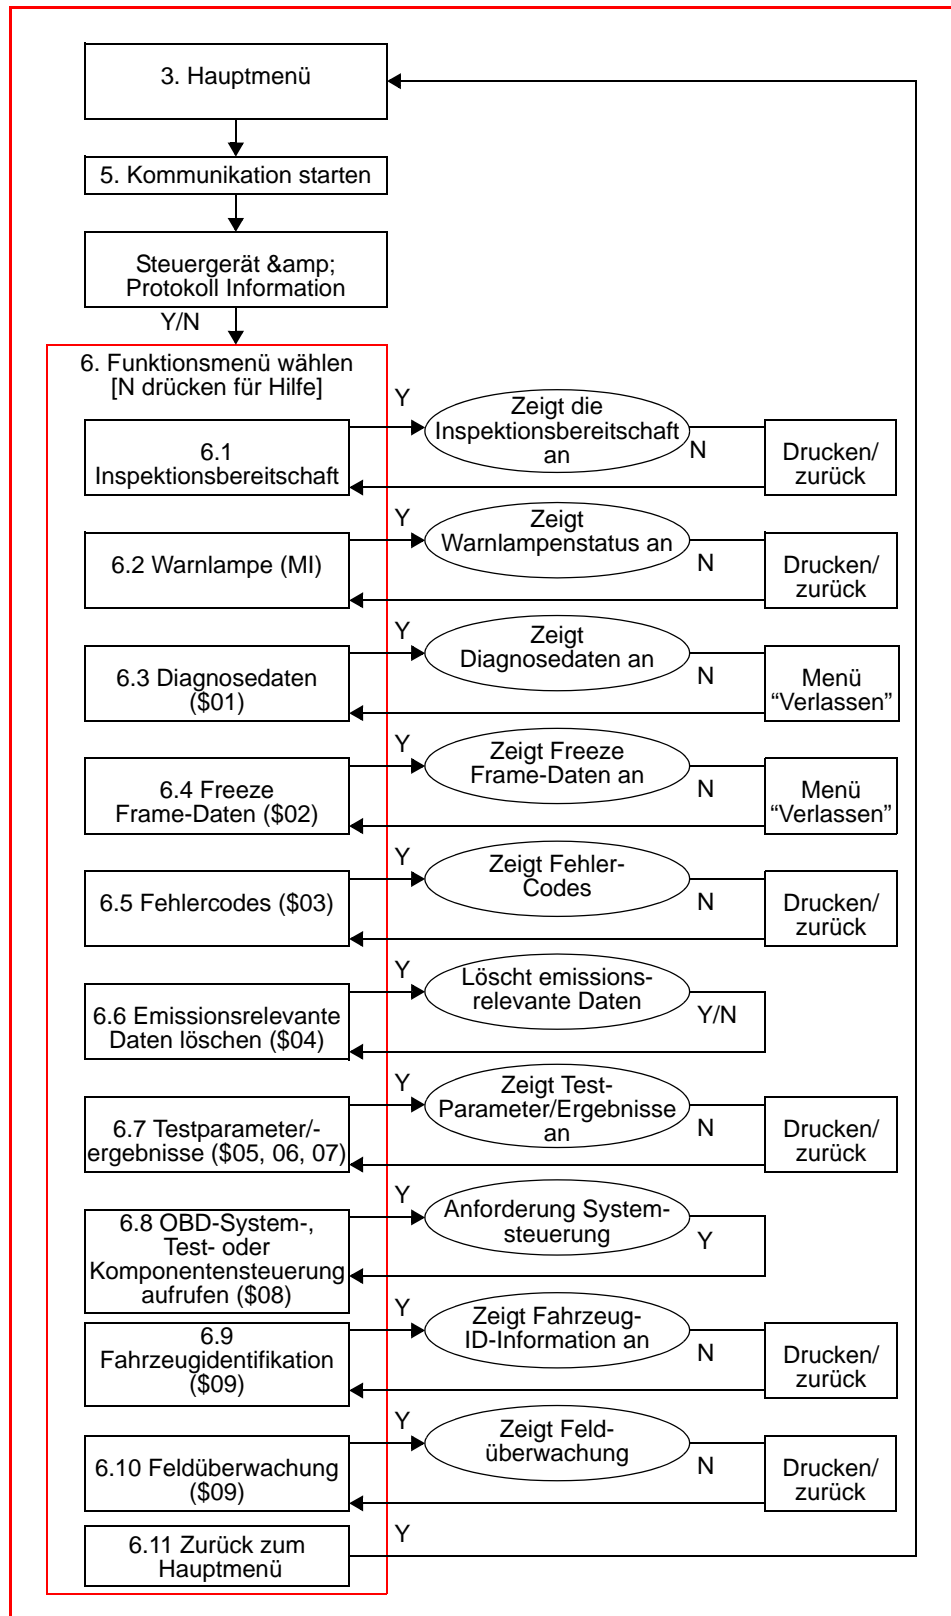 3. Hauptmenü
5. Kommunikation starten
Steuergerät &amp;
Protokoll Information
Y/N
6. Funktionsmenü wählen
[N drücken für Hilfe]
6.1
Inspektionsbereitschaft
Y
Zeigt die
Inspektionsbereitschaft
an
N
Drucken/
zurück
6.2 Warnlampe (MI)
Y
Zeigt
Warnlampenstatus an
N
Drucken/
zurück
6.3 Diagnosedaten
($01)
Y
Zeigt
Diagnosedaten an
N
Menü
“Verlassen”
6.4 Freeze
Frame-Daten ($02)
Y
Zeigt Freeze
Frame-Daten an
N
Menü
“Verlassen”
6.5 Fehlercodes ($03)
Y
Zeigt Fehler-
Codes
N
Drucken/
zurück
6.6 Emissionsrelevante
Daten löschen ($04)
Y
Löscht emissions-
relevante Daten
Y/N
6.7 Testparameter/-
ergebnisse ($05, 06, 07)
Y
Zeigt Test-
Parameter/Ergebnisse
an
N
Drucken/
zurück
6.8 OBD-System-,
Test- oder
Komponentensteuerung
aufrufen ($08)
Y
Anforderung System-
steuerung
Y
6.9
Fahrzeugidentifikation
($09)
Y
Zeigt Fahrzeug-
ID-Information an
N
Drucken/
zurück
6.10 Feldüberwachung
($09)
Y
Zeigt Feld-
überwachung
N
Drucken/
zurück
6.11 Zurück zum
Hauptmenü
Y